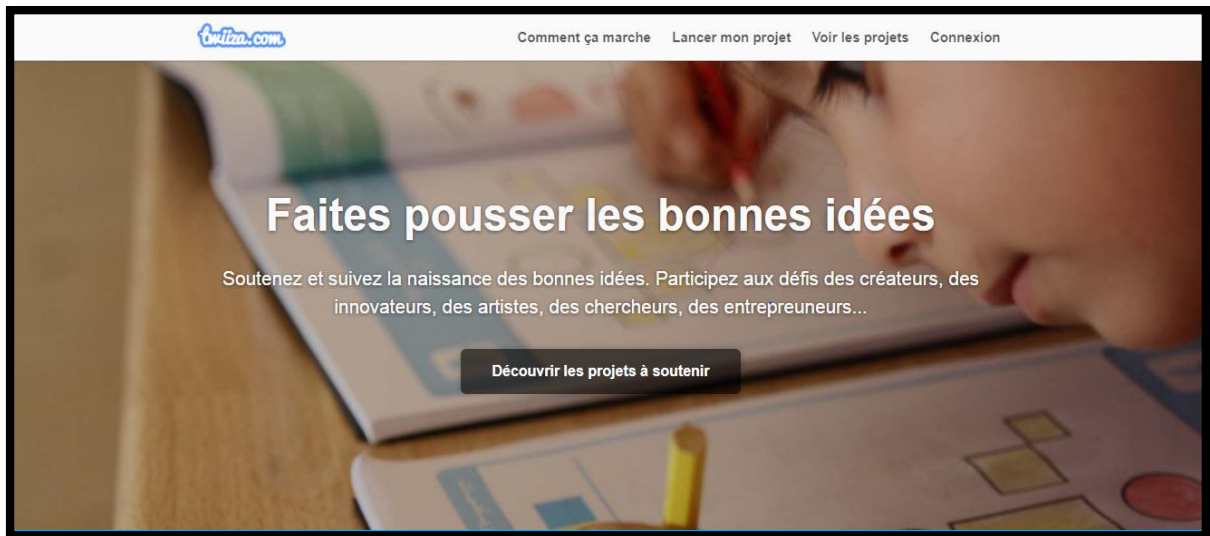 twiiza.com
Comment ça marche Lancer mon projet Voir les projets Connexion
Faites pousser les bonnes idées
Soutenez et suivez la naissance des bonnes idées. Participez aux défis des créateurs, des
innovateurs, des artistes, des chercheurs, des entrepreuneurs...
Découvrir les projets à soutenir